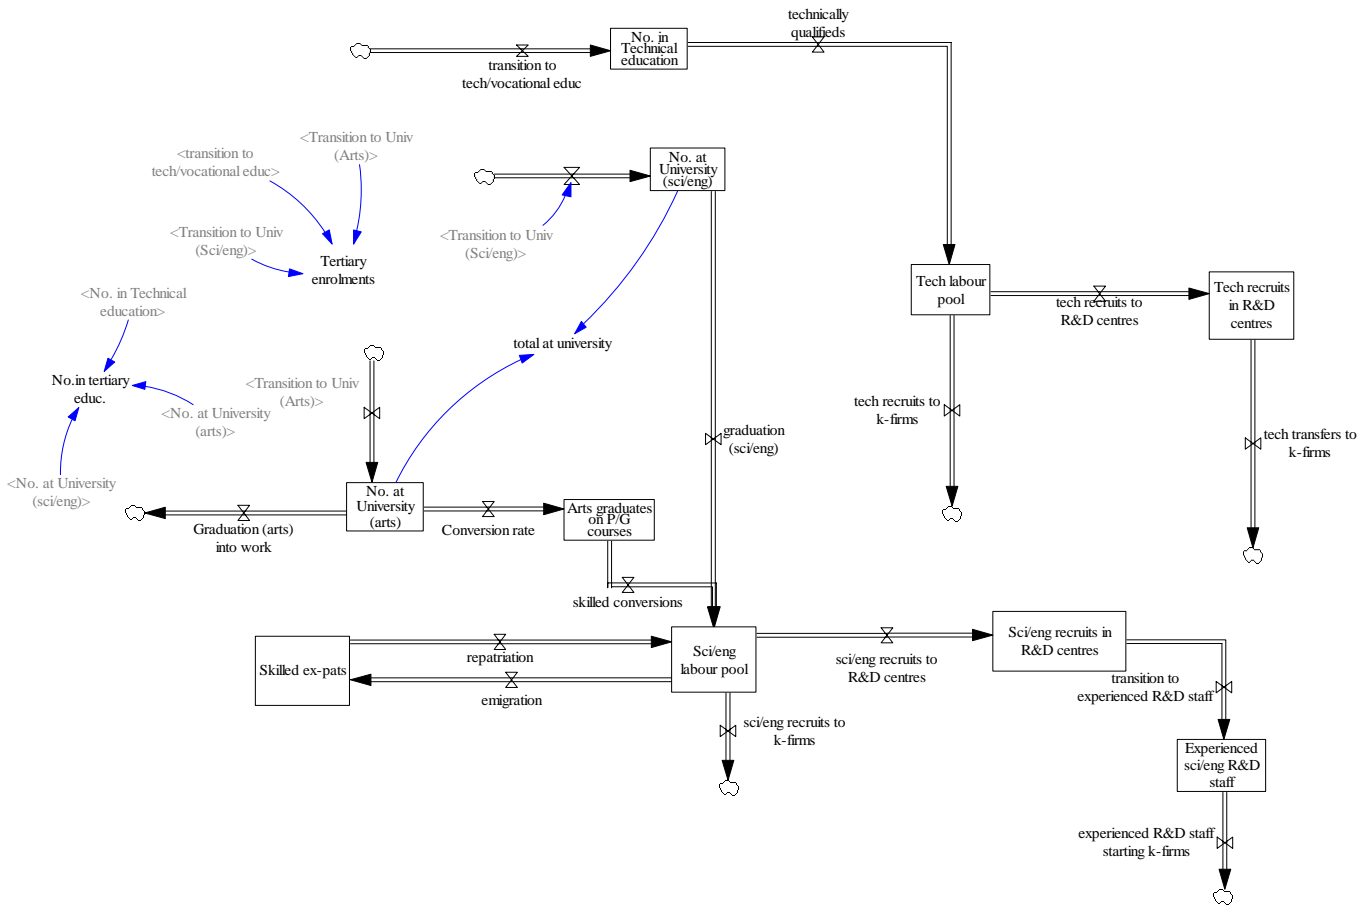 technically
qualifieds
No. in
Technical
education
transition to
tech/vocational educ
<Transition to Univ
(Arts)>
<transition to
tech/vocational educ>
No. at
University
(sci/eng)
<Transition to Univ
(Sci/eng)>
<Transition to Univ
(Sci/eng)>
Tertiary
enrolments
Tech labour
pool
tech recruits to
R&D centres
Tech recruits
in R&D
centres
<No. in Technical
education>
total at university
No.in tertiary
educ.
<Transition to Univ
(Arts)>
<No. at University
(arts)>
tech recruits to
k-firms
graduation
(sci/eng)
tech transfers to
k-firms
<No. at University
(sci/eng)>
No. at
University
(arts)
Graduation (arts)
into work
Conversion rate
Arts graduates
on P/G
courses
skilled conversions
Skilled ex-pats
repatriation
emigration
Sci/eng
labour pool
sci/eng recruits to
R&D centres
Sci/eng recruits in
R&D centres
transition to
experienced R&D staff
sci/eng recruits to
k-firms
Experienced
sci/eng R&D
staff
experienced R&D staff
starting k-firms